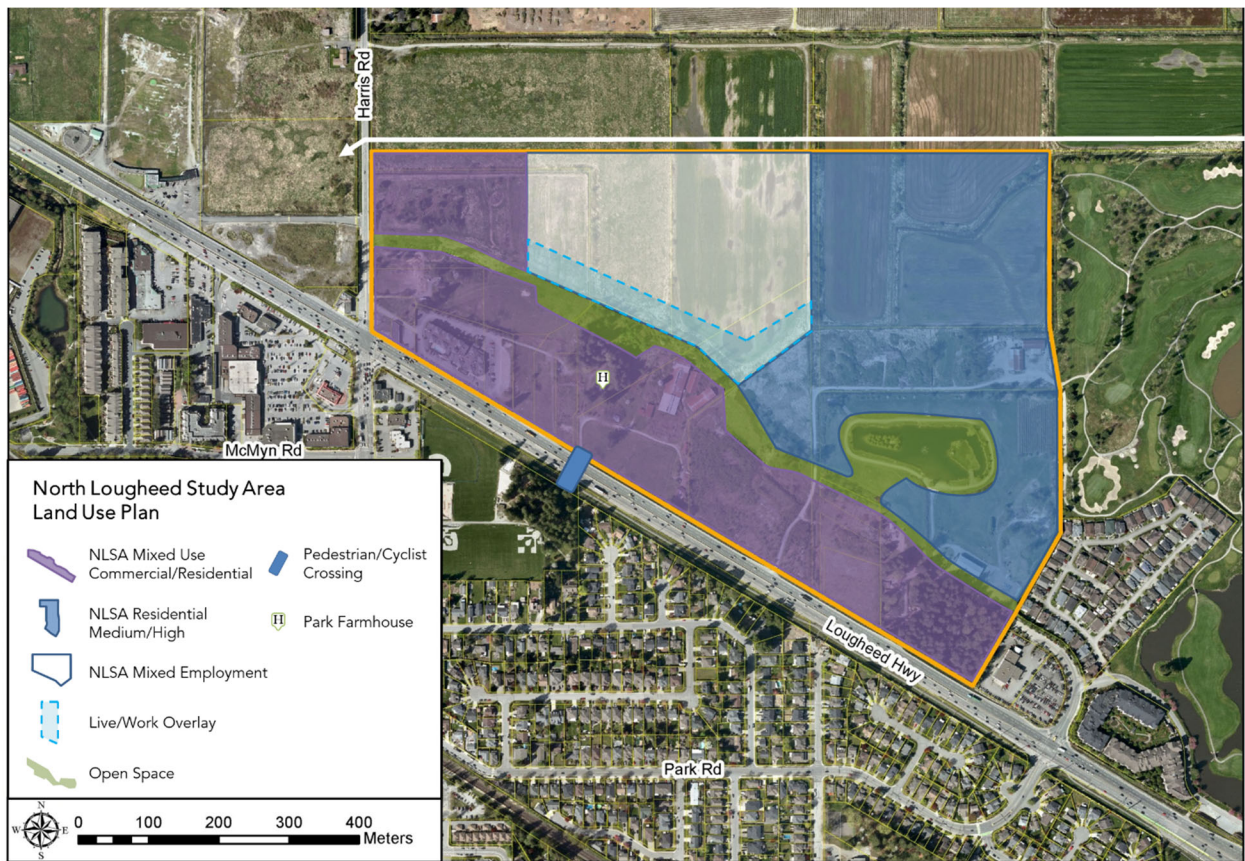 Harris Rd
McMyn Rd
North Lougheed Study Area
Land Use Plan
NLSA Mixed Use
Commercial/Residential
Pedestrian/Cyclist
Crossing
NLSA Residential
Medium/High
H Park Farmhouse
NLSA Mixed Employment
Live/Work Overlay
Open Space
H
Lougheed Hwy
Park Rd
N
W E
S
0 100 200 300 400
Meters